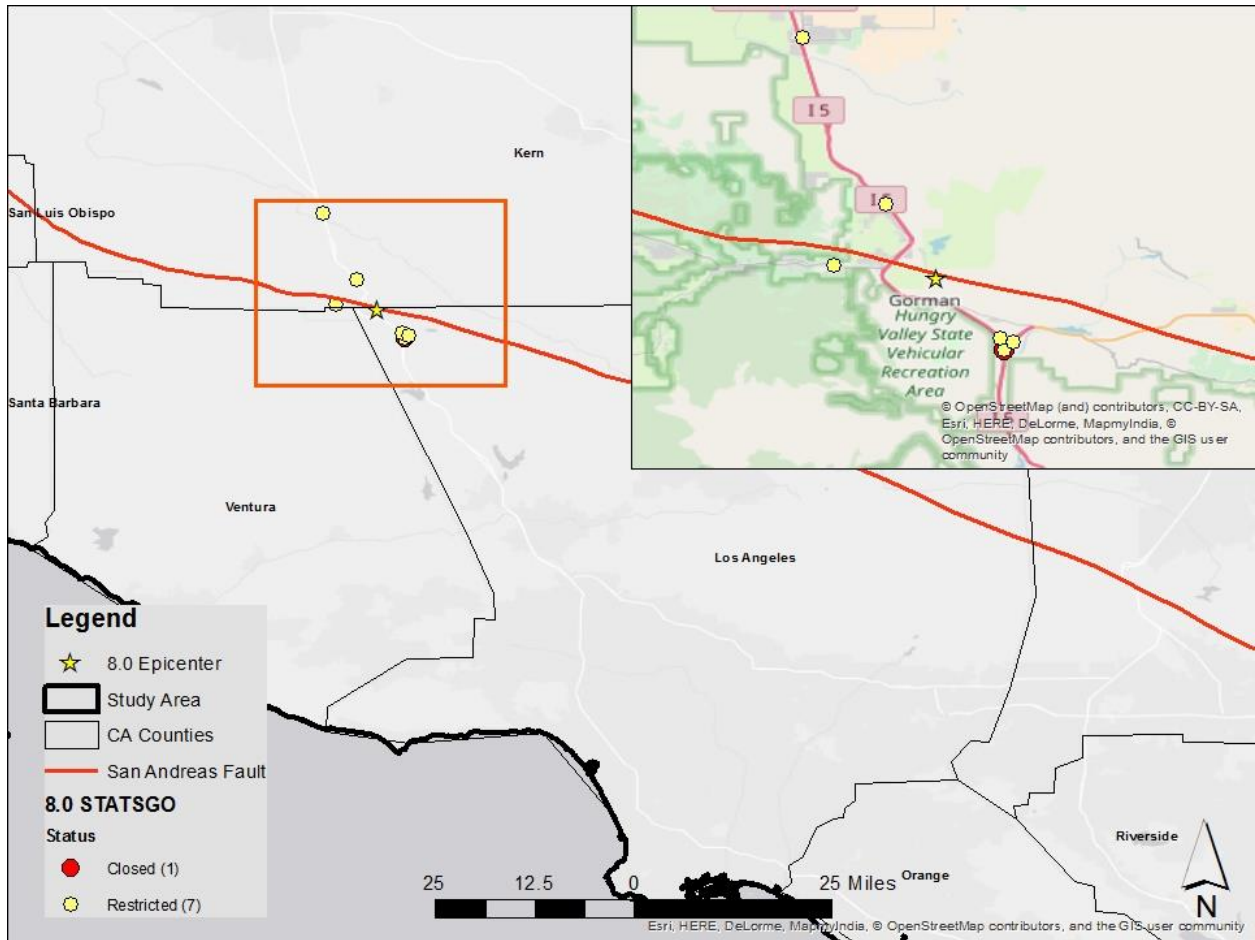 Kern
San Luis Obispo
Santa Barbara
Ventura
Los Angeles
Riverside
Orange
I 5
I 5
Gorman
Hungry
Valley State
Vehicular
Recreation
Area
I 5
© OpenStreetMap (and) contributors, CC-BY-SA,
Esri, HERE, DeLorme, MapmyIndia, ©
OpenStreetMap contributors, and the GIS user
community
Legend
8.0 Epicenter
Study Area
CA Counties
San Andreas Fault
8.0 STATSGO
Status
Closed (1)
Restricted (7)
25 12.5 0 25 Miles
N
Esri, HERE, DeLorme, MapmyIndia, © OpenStreetMap contributors, and the GIS user community